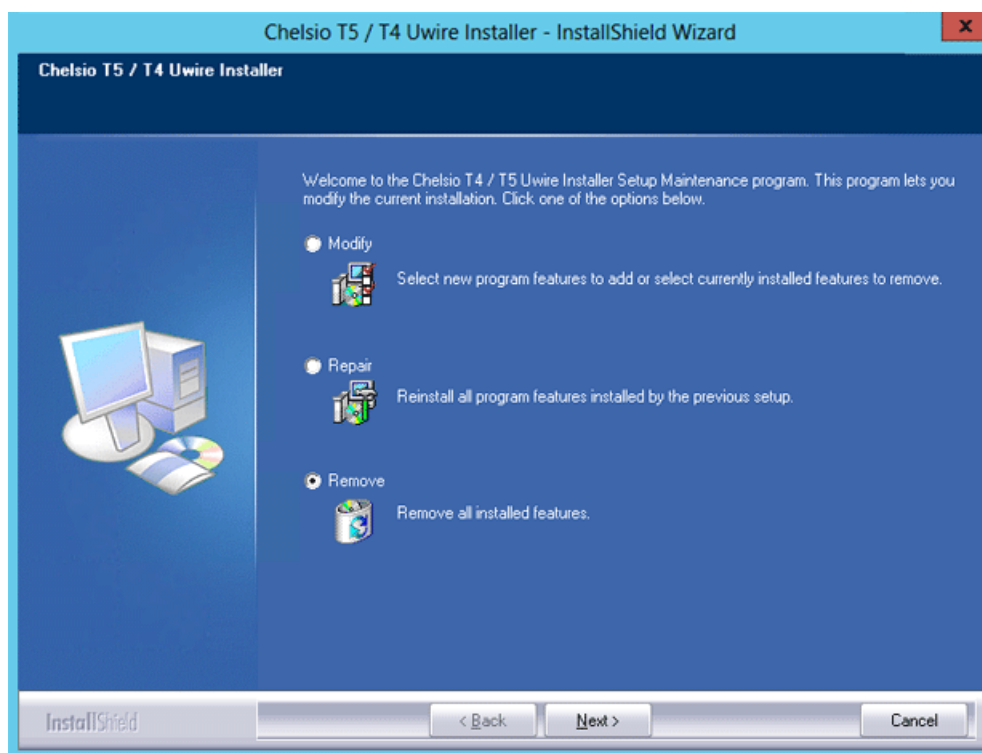 Chelsio T5 / T4 Uwire Installer - InstallShield Wizard
x
Chelsio T5 / T4 Uwire Installer
Welcome to the Chelsio T4 / T5 Uwire Installer Setup Maintenance program. This program lets you
modify the current installation. Click one of the options below.
Modify
Select new program features to add or select currently installed features to remove.
Repair
Reinstall all program features installed by the previous setup.
Remove
Remove all installed features.
InstallShield
< Back
Next >
Cancel